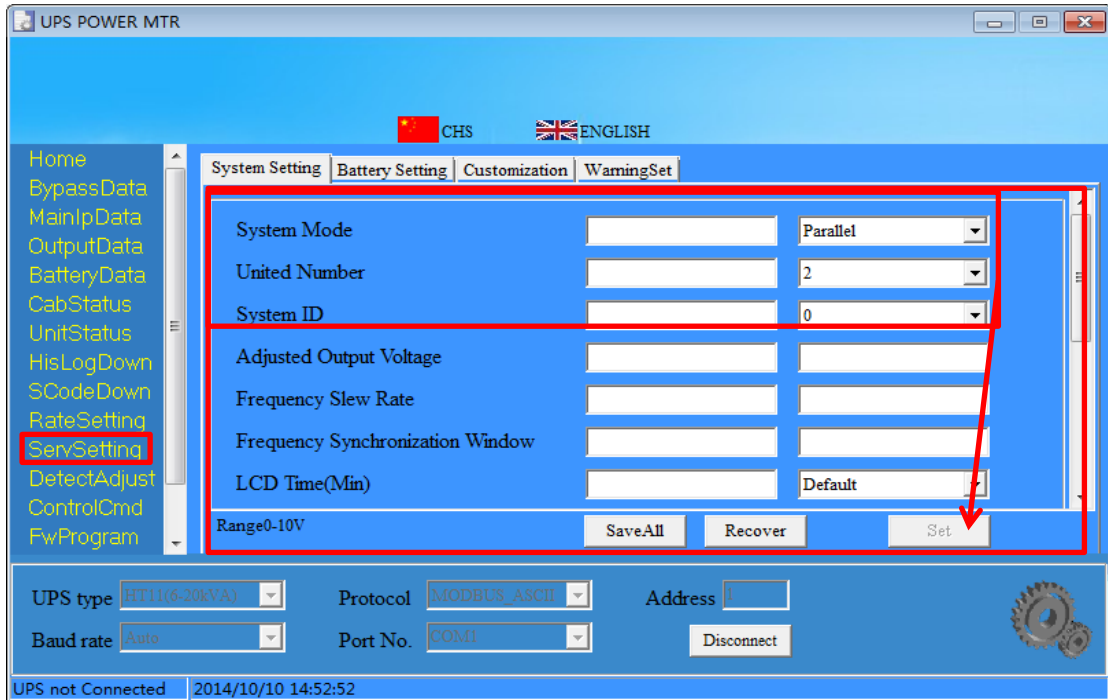 UPS POWER MTR
CHS ENGLISH
Home
BypassData
MainIpData
OutputData
BatteryData
CabStatus
UnitStatus
HisLogDown
SCodeDown
RateSetting
ServSetting
DetectAdjust
ControlCmd
FwProgram
System Setting Battery Setting Customization WarningSet
System Mode Parallel
United Number 2
System ID 0
Adjusted Output Voltage
Frequency Slew Rate
Frequency Synchronization Window
LCD Time(Min) Default
Range0-10V SaveAll Recover Set
UPS type HT11(6-20kVA) Protocol MODBUS_ASCII Address 1
Baud rate Auto Port No. COM1 Disconnect
UPS not Connected 2014/10/10 14:52:52